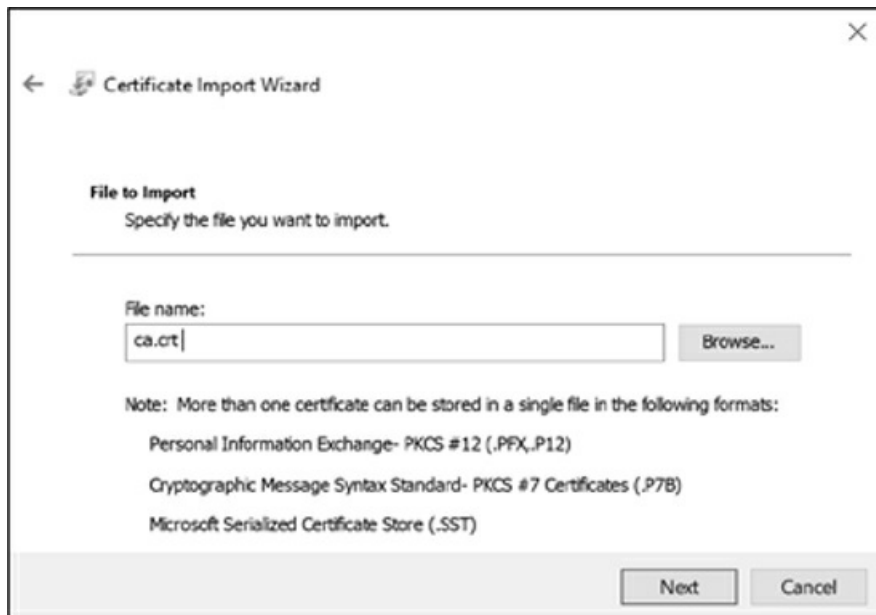 Certificate Import Wizard
File to Import
Specify the file you want to import.
File name:
ca.crt
Browse...
Note: More than one certificate can be stored in a single file in the following formats:
Personal Information Exchange- PKCS #12 (.PFX,.P12)
Cryptographic Message Syntax Standard- PKCS #7 Certificates (.P7B)
Microsoft Serialized Certificate Store (.SST)
Next Cancel